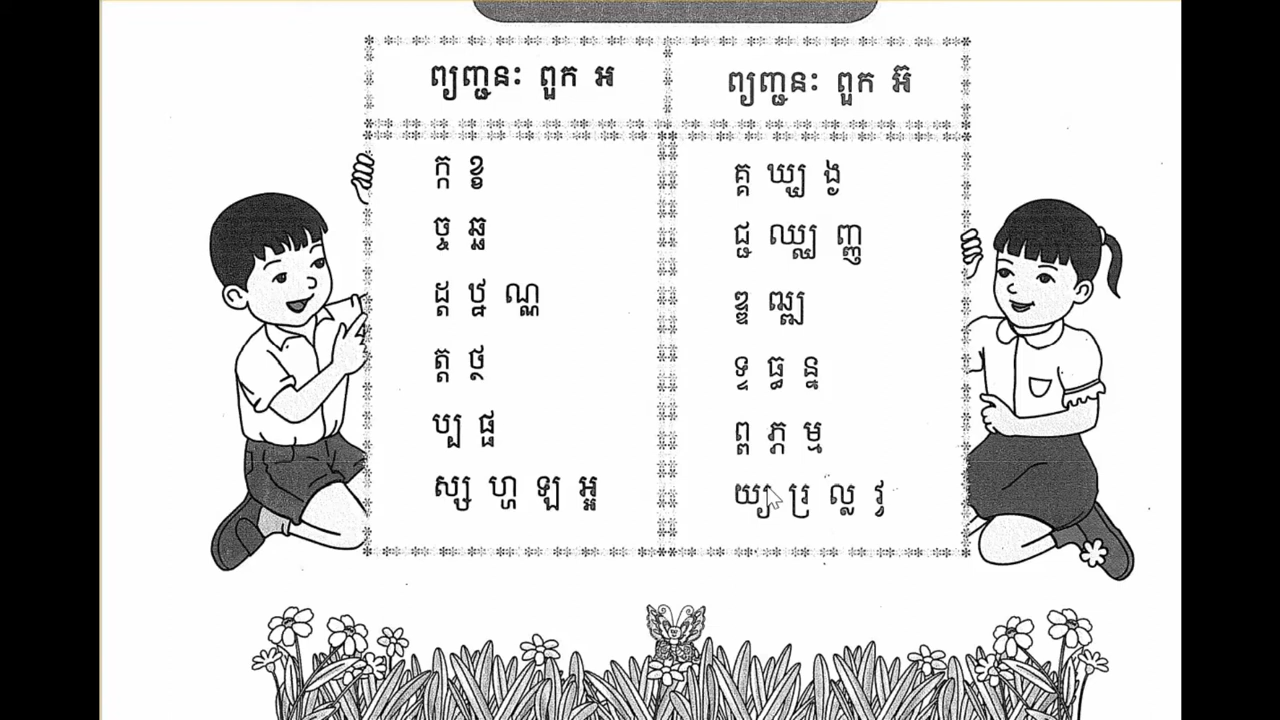 ព្យញ្ជនះ ពួក អ
ព្យញ្ជនះ ពួក អ៊
ក្ក ខ្ខ
ច្ច ឆ្ឆ
ដ្ដ ឋ្ឋ ណ្ណ
ត្ត ថ្ថ
ប្ប ផ្ផ
ស្ស ហ្ហ ឡ អ្អ
គ្គ ឃ្ឃ ង្ង
ជ្ជ ឈ្ឈ ញ្ញ
ឌ្ឌ ឍ្ឍ
ទ្ទ ធ្ធ ន្ន
ព្ព ភ្ភ ម្ម
យ្យ រ្រ ល្ល វ្វ